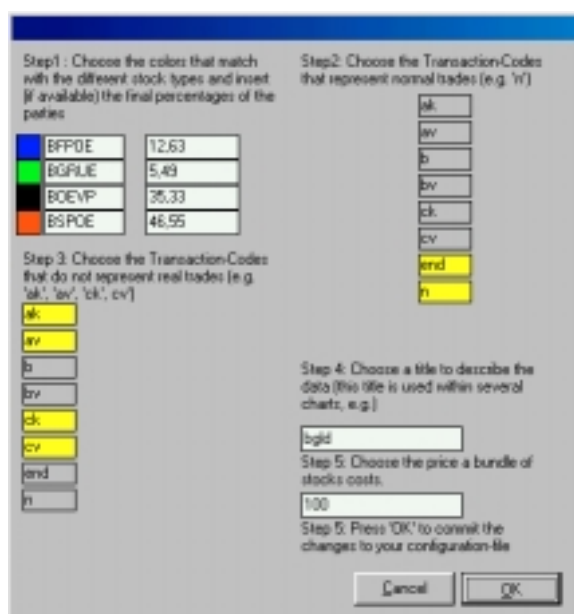 Step1 : Choose the colors that match
with the different stock types and insert
(if available) the final percentages of the
parties
BFPOE 12,63
BGRUE 5,49
BOEVP 35,33
BSPOE 46,55
Step 3: Choose the Transaction-Codes
that do not represent real trades (e.g.
'ak', 'av', 'ck', cv')
ak
av
b
bv
ck
cv
end
n
Step2: Choose the Transaction-Codes
that represent normal trades (e.g. 'n')
ak
av
b
bv
ck
cv
end
n
Step 4: Choose a title to describe the
data (this title is used within several
charts, e.g.)
bgld
Step 5: Choose the price a bundle of
stocks costs.
100
Step 5: Press 'OK' to commit the
changes to your configuration-file
Cancel OK